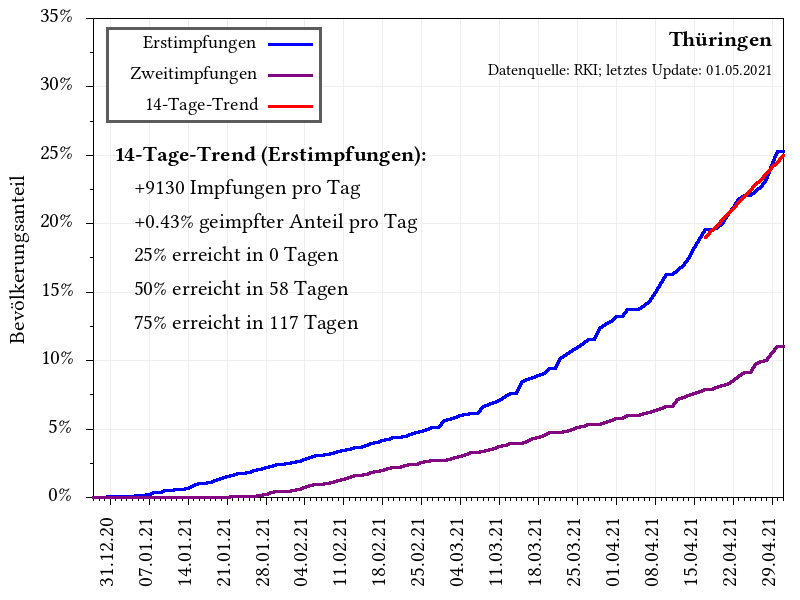 Thüringen
Datenquelle: RKI; letztes Update: 01.05.2021
Erstimpfungen
Zweitimpfungen
14-Tage-Trend
14-Tage-Trend (Erstimpfungen):
+9130 Impfungen pro Tag
+0.43% geimpfter Anteil pro Tag
25% erreicht in 0 Tagen
50% erreicht in 58 Tagen
75% erreicht in 117 Tagen
Bevölkerungsanteil
35%
30%
25%
20%
15%
10%
5%
0%
31.12.20
07.01.21
14.01.21
21.01.21
28.01.21
04.02.21
11.02.21
18.02.21
25.02.21
04.03.21
11.03.21
18.03.21
25.03.21
01.04.21
08.04.21
15.04.21
22.04.21
29.04.21